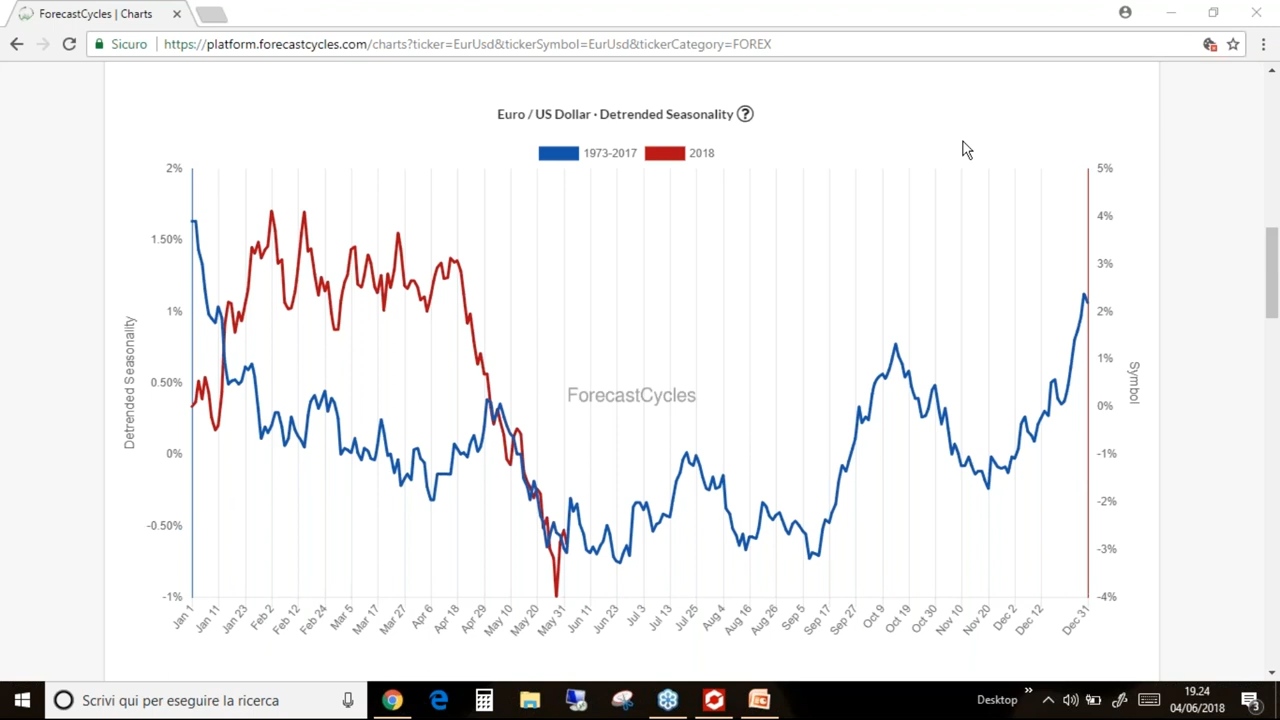 ForecastCycles | Charts
Sicuro
https://platform.forecastcycles.com/charts?ticker=EurUsd&tickerSymbol=EurUsd&tickerCategory=FOREX
Euro / US Dollar · Detrended Seasonality ?
1973-2017 2018
2% 5%
4%
1.50%
3%
1% 2%
1%
0.50%
0%
0% -1%
-2%
-0.50%
-3%
-1% -4%
Detrended Seasonality
ForecastCycles
Symbol
Jan 1 Jan 11 Jan 23 Feb 2 Feb 12 Feb 24 Mar 5 Mar 17 Mar 27 Apr 6 Apr 18 Apr 29 May 10 May 20 May 31 Jun 11 Jun 23 Jul 3 Jul 13 Jul 25 Aug 4 Aug 16 Aug 26 Sep 5 Sep 17 Sep 27 Oct 9 Oct 19 Oct 30 Nov 10 Nov 20 Dec 2 Dec 12 Dec 31
Scrivi qui per eseguire la ricerca
Desktop
19.24
04/06/2018
3